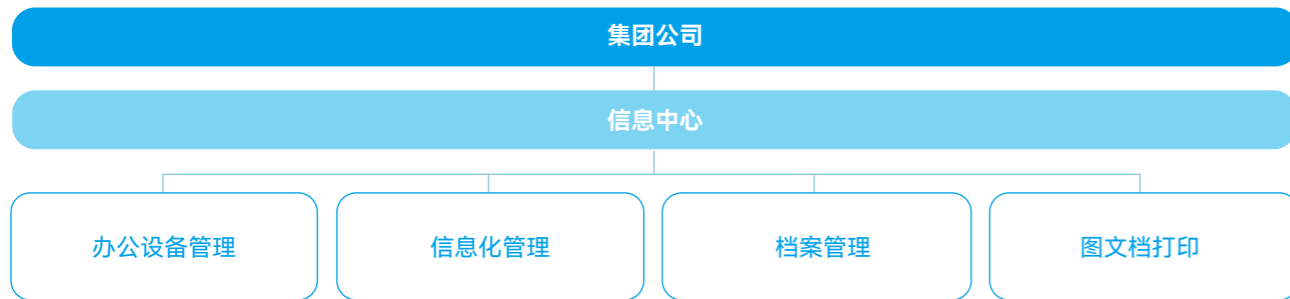 集团公司
信息中心
办公设备管理
信息化管理
档案管理
图文档打印